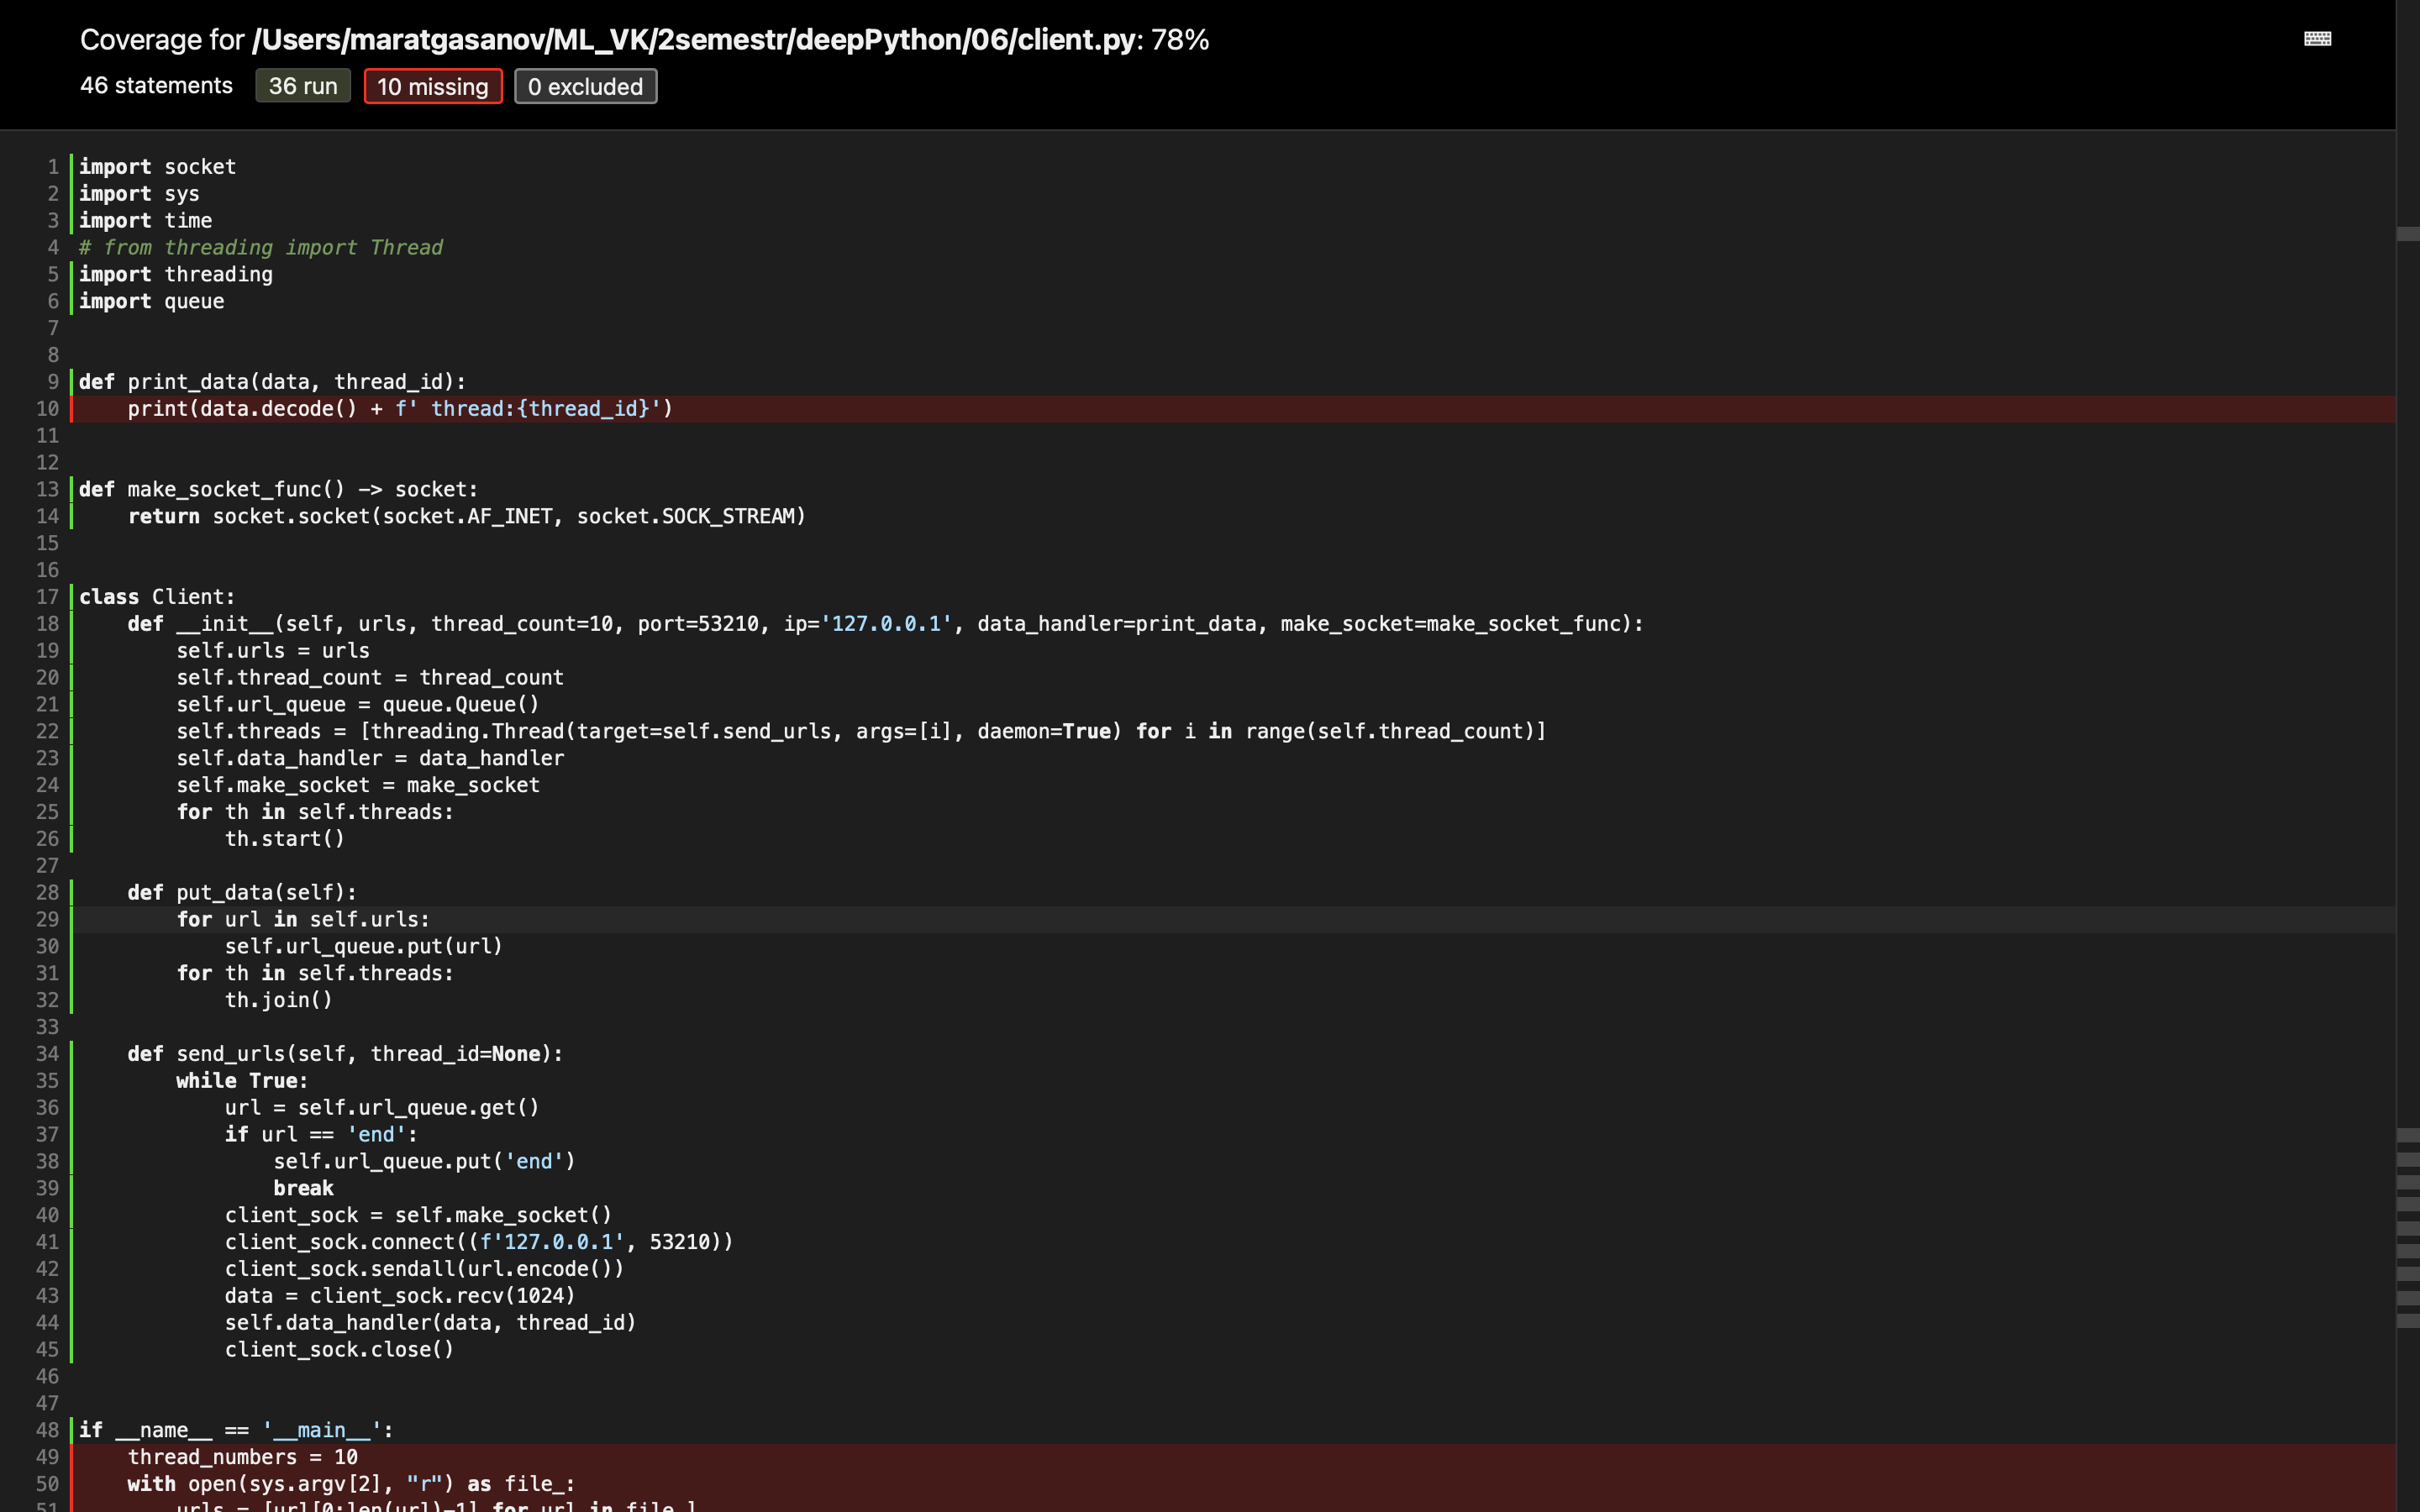 Coverage for /Users/maratgasanov/ML_VK/2semestr/deepPython/06/client.py: 78%
46 statements 36 run 10 missing 0 excluded
1 import socket
2 import sys
3 import time
4 # from threading import Thread
5 import threading
6 import queue
7
8
9 def print_data(data, thread_id):
10     print(data.decode() + f' thread:{thread_id}')
11
12
13 def make_socket_func() -> socket:
14     return socket.socket(socket.AF_INET, socket.SOCK_STREAM)
15
16
17 class Client:
18     def __init__(self, urls, thread_count=10, port=53210, ip='127.0.0.1', data_handler=print_data, make_socket=make_socket_func):
19         self.urls = urls
20         self.thread_count = thread_count
21         self.url_queue = queue.Queue()
22         self.threads = [threading.Thread(target=self.send_urls, args=[i], daemon=True) for i in range(self.thread_count)]
23         self.data_handler = data_handler
24         self.make_socket = make_socket
25         for th in self.threads:
26             th.start()
27
28     def put_data(self):
29         for url in self.urls:
30             self.url_queue.put(url)
31         for th in self.threads:
32             th.join()
33
34     def send_urls(self, thread_id=None):
35         while True:
36             url = self.url_queue.get()
37             if url == 'end':
38                 self.url_queue.put('end')
39                 break
40             client_sock = self.make_socket()
41             client_sock.connect((f'127.0.0.1', 53210))
42             client_sock.sendall(url.encode())
43             data = client_sock.recv(1024)
44             self.data_handler(data, thread_id)
45             client_sock.close()
46
47
48 if __name__ == '__main__':
49     thread_numbers = 10
50     with open(sys.argv[2], "r") as file_:
51         urls = [url[0:len(url)-1] for url in file_]